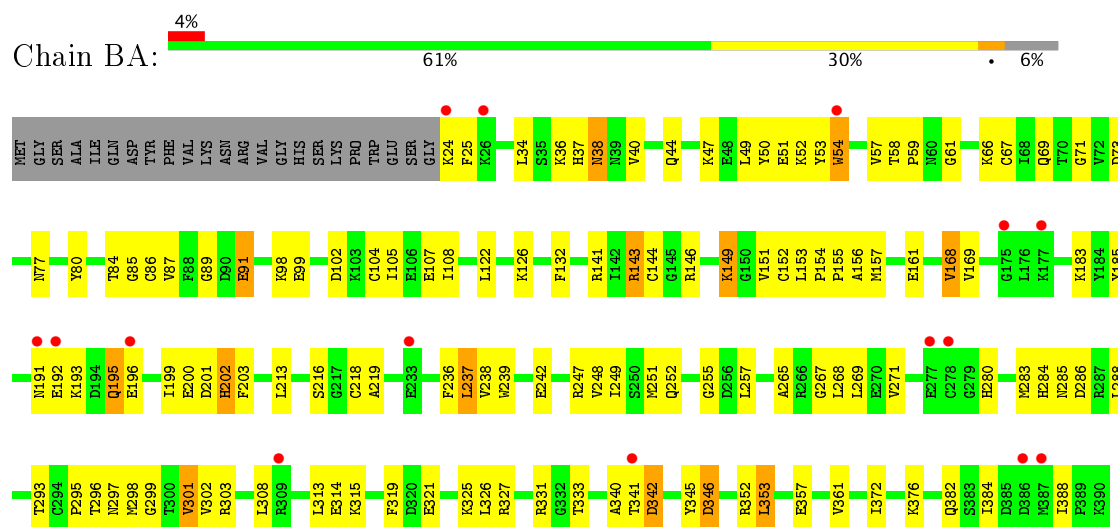 4%
Chain BA:
61% 30% • 6%
MET GLY SER ALA ILE GLN ASP TYR PHE VAL LYS ASN ARG VAL GLY HIS SER LYS PRO TRP GLU SER GLY K24 F25 K26 L34 S35 K36 H37 N38 N39 V40 Q44 K47 E48 L49 Y50 E51 K52 Y53 W54 V57 T58 P59 N60 G61 K66 C67 I68 Q69 T70 G71 V72 D73
N77 Y80 T84 G85 C86 V87 F88 G89 D90 E91 K98 E99 D102 K103 C104 I105 E106 E107 I108 L122 K126 F132 R141 I142 R143 C144 G145 R146 K149 G150 V151 C152 L153 P154 P155 A156 M157 E161 V168 V169 G175 L176 K177 K183 Y184 Y185
N191 E192 K193 D194 Q195 E196 I199 E200 D201 H202 F203 L213 S216 G217 C218 A219 E233 F236 L237 V238 W239 E242 R247 V248 I249 S250 M251 Q252 G255 D256 L257 A265 R266 G267 L268 L269 E270 V271 E277 C278 G279 H280 M283 H284 N285 D286 R287 L288
Y293 C294 P295 T296 N297 M298 G299 T300 V301 V302 R303 L308 R309 L313 E314 K315 F319 D320 E321 K325 L326 R327 R331 G332 T333 A340 T341 D342 Y345 D346 R352 L353 E357 V361 I372 K376 Q382 S383 I384 D385 D386 M387 I388 P389 K390